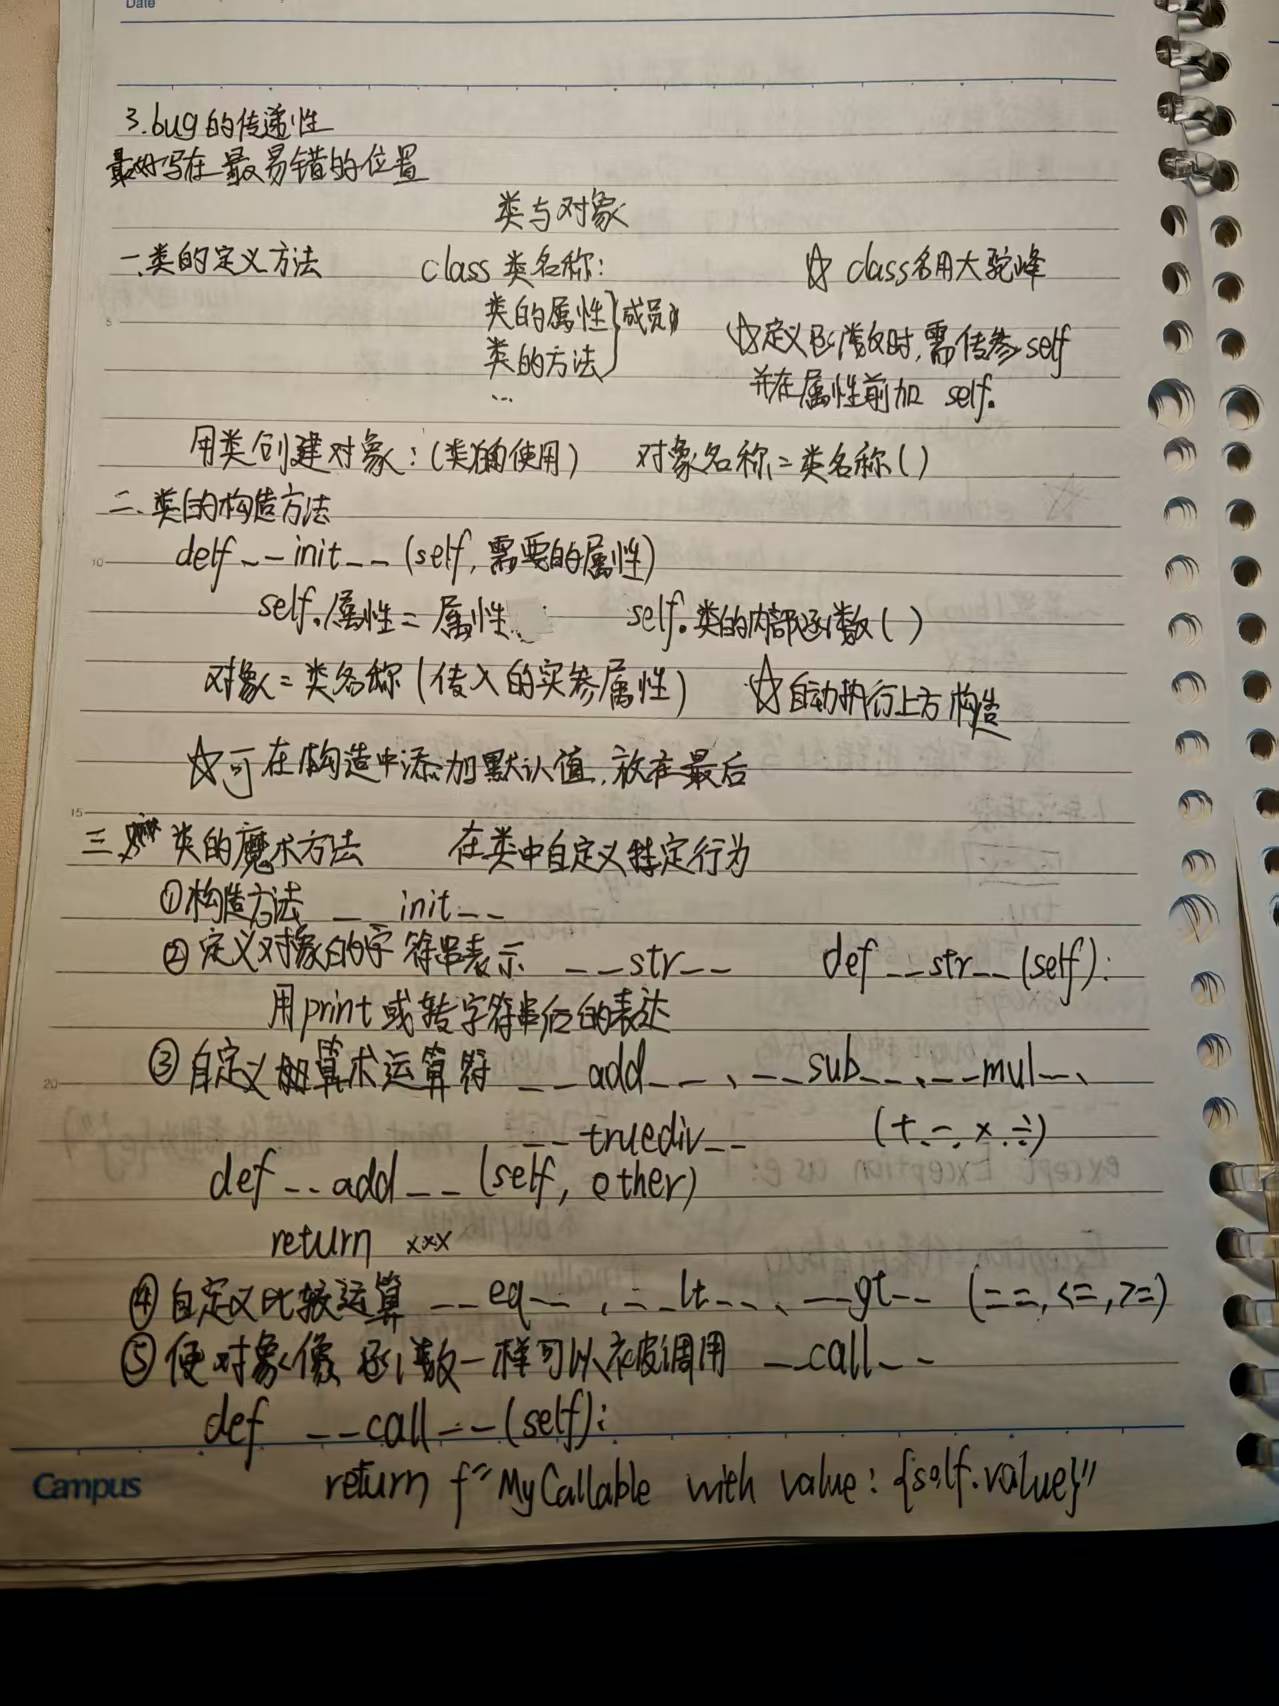 Date
3.bug的传递性
最好写在最易错的位置
类与对象
一、类的定义方法 class 类名称: ☆ class名用大驼峰
5 类的属性 } 成员
类的方法 ☆定义函数时,需传参 self
... 并在属性前加 self.
用类创建对象:(类的使用) 对象名称=类名称()
二、类的构造方法
10 def __init__(self,需要的属性)
self.属性=属性 self.类的内部函数()
对象=类名称(传入的实参属性) ☆自动执行上方构造
☆可在构造中添加默认值,放在最后
15
三、类的魔术方法 在类中自定义特定行为
①构造方法 __init__
②定义对象的字符串表示 __str__ def __str__(self):
用print或转字符串后的表达
20 ③自定义算术运算符 __add__、__sub__、__mul__、
__truediv__ (+.-.×.÷)
def __add__(self, other)
return xxx
④自定义比较运算 __eq__,__lt__、__gt__ (==,<=,>=)
⑤使对象像函数一样可以被调用 __call__
def __call__(self):
Campus return f"MyCallable with value: {self.value}"